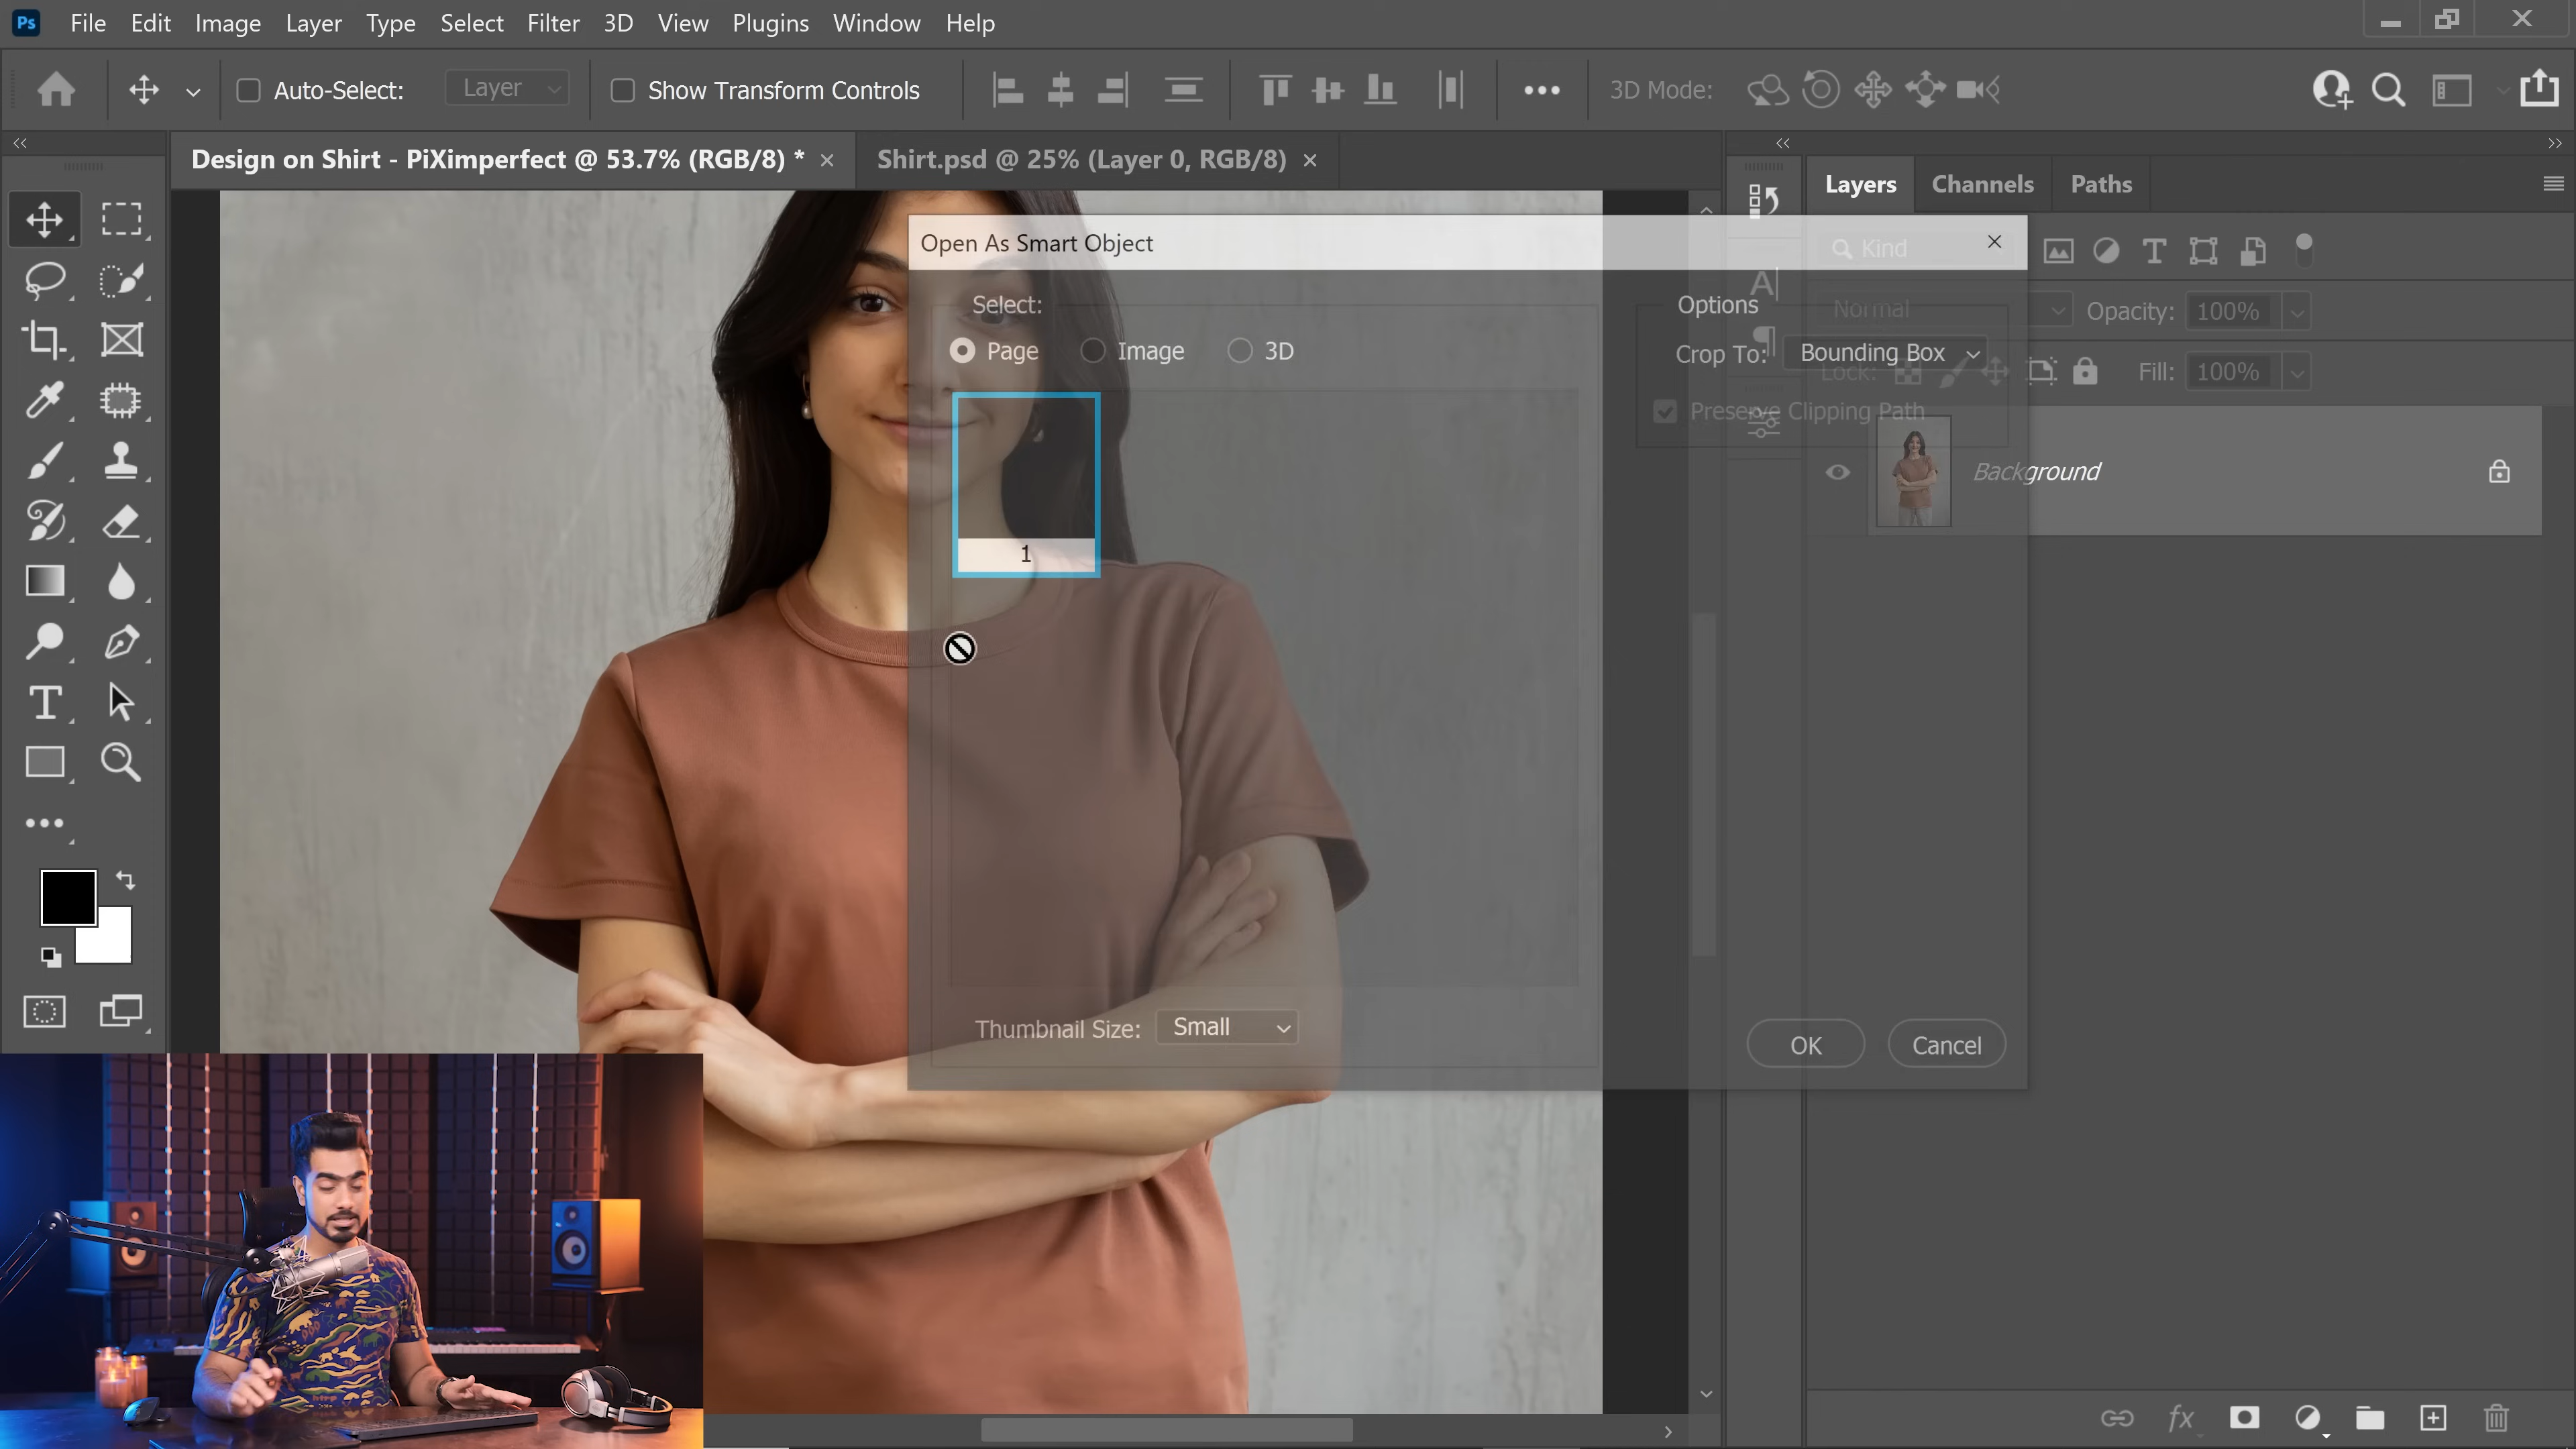 Ps File Edit Image Layer Type Select Filter 3D View Plugins Window Help
Auto-Select: Layer Show Transform Controls 3D Mode:
Design on Shirt - PiXimperfect @ 53.7% (RGB/8) * × Shirt.psd @ 25% (Layer 0, RGB/8) ×
Layers Channels Paths
Open As Smart Object
Kind
Select:
Options
Normal Opacity: 100%
Page Image 3D
Crop To: Bounding Box
Lock: Fill: 100%
Preserve Clipping Path
Background
1
Thumbnail Size: Small
OK Cancel
fx